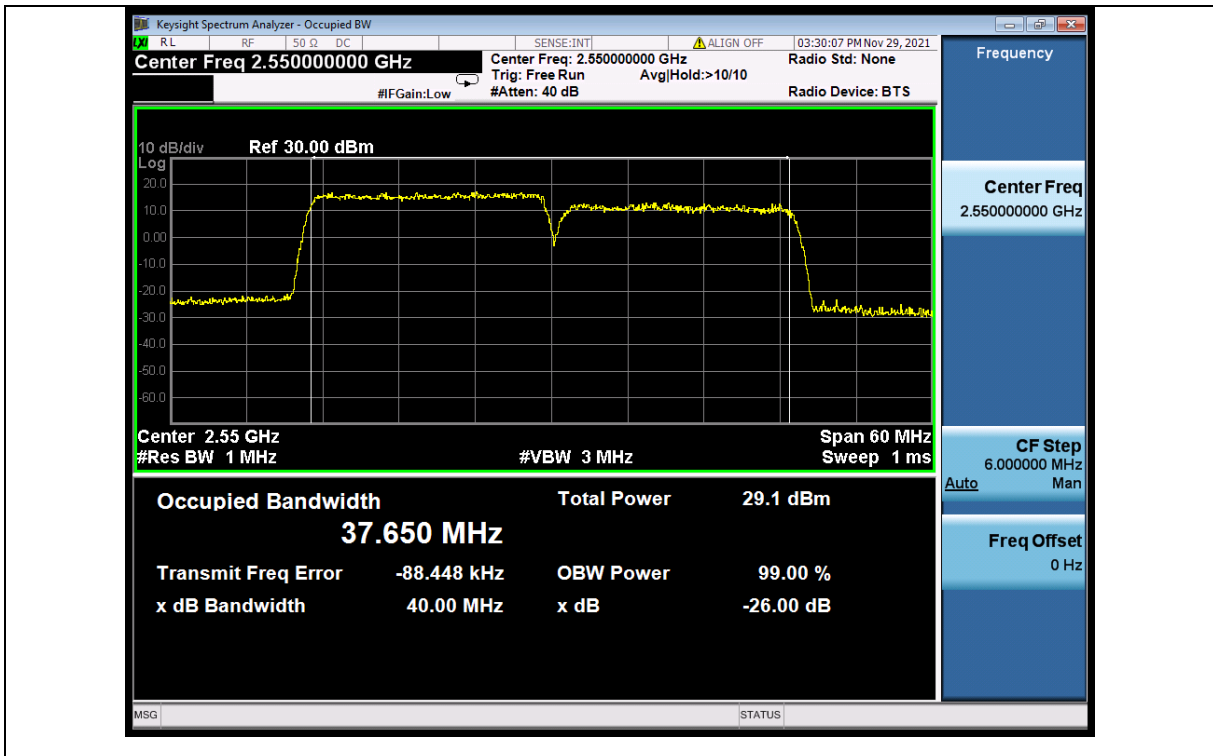 Keysight Spectrum Analyzer - Occupied BW
LXI RL RF 50 Ω DC SENSE:INT ALIGN OFF 03:30:07 PM Nov 29, 2021
Center Freq 2.550000000 GHz
Center Freq: 2.550000000 GHz Radio Std: None
Trig: Free Run Avg|Hold:>10/10
#IFGain:Low #Atten: 40 dB Radio Device: BTS
10 dB/div Ref 30.00 dBm
Log
20.0
10.0
0.00
-10.0
-20.0
-30.0
-40.0
-50.0
-60.0
Center 2.55 GHz Span 60 MHz
#Res BW 1 MHz #VBW 3 MHz Sweep 1 ms
Occupied Bandwidth Total Power 29.1 dBm
37.650 MHz
Transmit Freq Error -88.448 kHz OBW Power 99.00 %
x dB Bandwidth 40.00 MHz x dB -26.00 dB
MSG STATUS
Frequency
Center Freq
2.550000000 GHz
CF Step
6.000000 MHz
Auto Man
Freq Offset
0 Hz